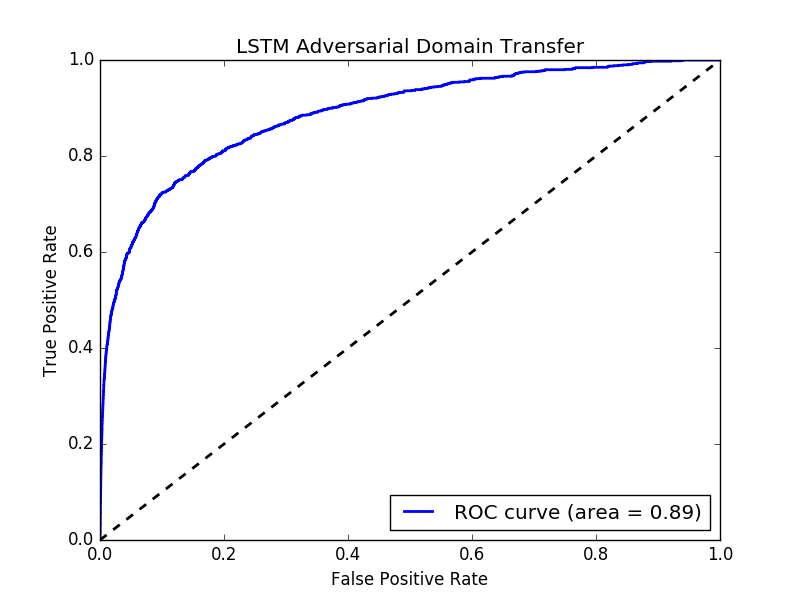 LSTM Adversarial Domain Transfer
1.0
0.8
0.6
0.4
0.2
0.0
True Positive Rate
ROC curve (area = 0.89)
0.0 0.2 0.4 0.6 0.8 1.0
False Positive Rate